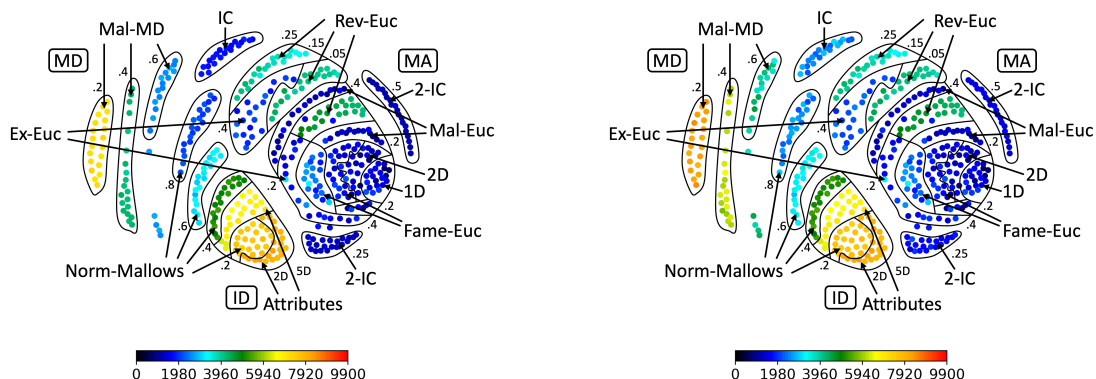 IC
Rev-Euc
Mal-MD
.25
.15
.05
MD
MA
.6
.4
.2
.4
.5
2-IC
Ex-Euc
.4
Mal-Euc
.2
2D
.8
.2
1D
.2
.6
.4
Fame-Euc
.4
.2
.25
Norm-Mallows
2D
5D
2-IC
ID
Attributes
0 1980 3960 5940 7920 9900
IC
Rev-Euc
Mal-MD
.25
.15
.05
MD
MA
.6
.4
.2
.4
.5
2-IC
Ex-Euc
.4
Mal-Euc
.2
2D
.8
.2
1D
.2
.6
.4
Fame-Euc
.4
.2
.25
Norm-Mallows
2D
5D
2-IC
ID
Attributes
0 1980 3960 5940 7920 9900